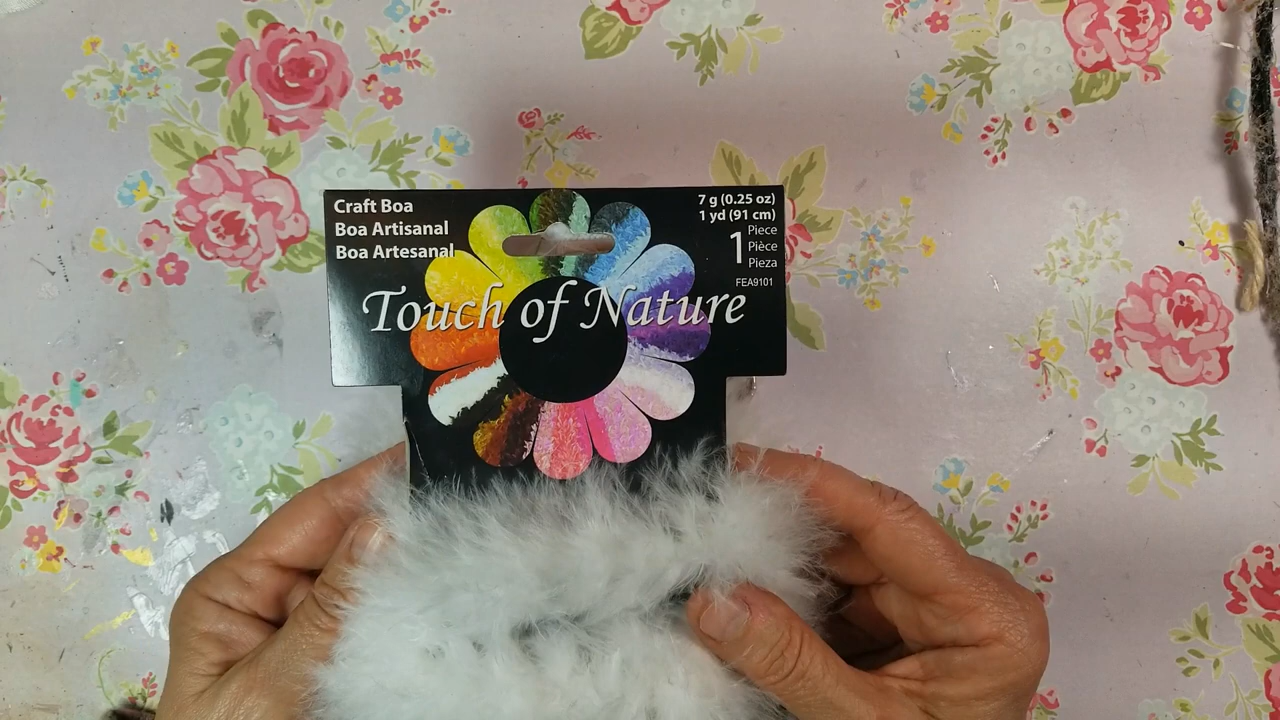 Craft Boa
Boa Artisanal
Boa Artesanal
7 g (0.25 oz)
1 yd (91 cm)
1 Piece
Pièce
Pieza
FEA9101
Touch of Nature